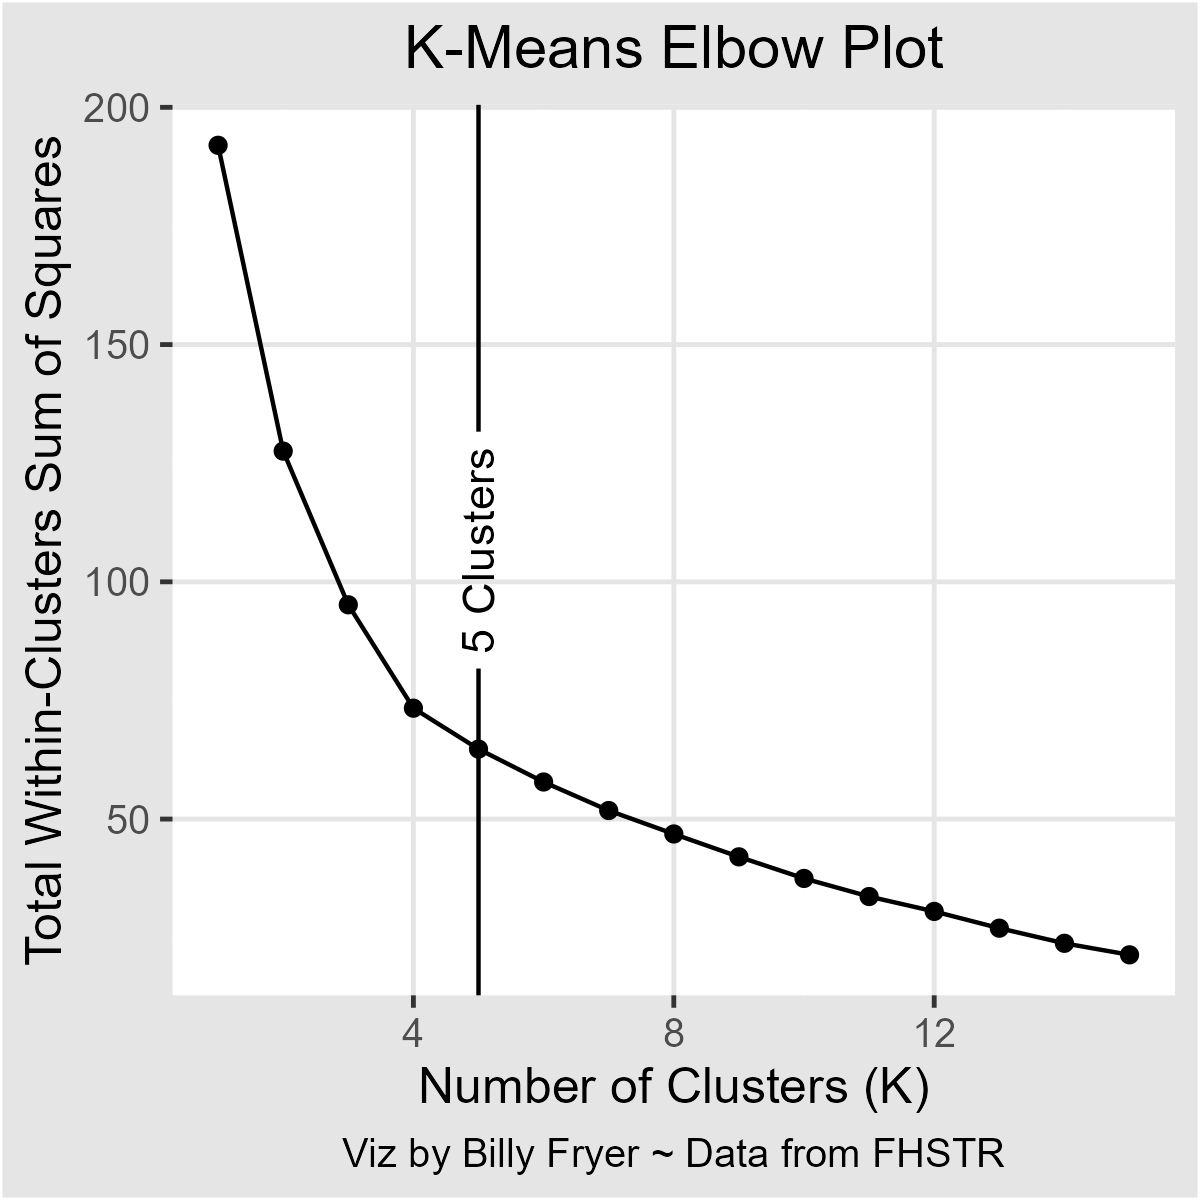 K-Means Elbow Plot
Total Within-Clusters Sum of Squares
200
150
100
50
5 Clusters
4
8
12
Number of Clusters (K)
Viz by Billy Fryer ~ Data from FHSTR